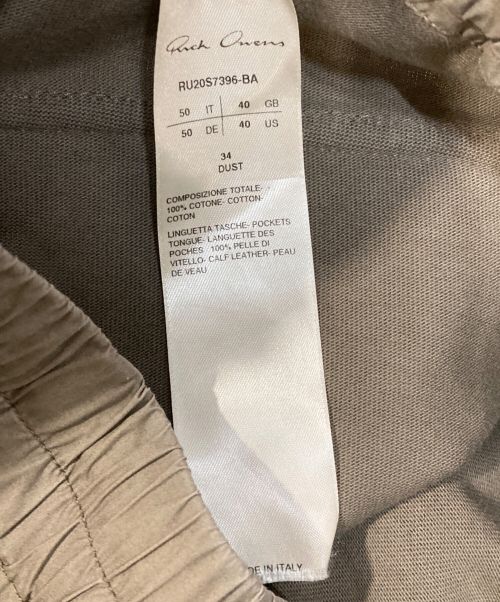 Rick Owens
RU20S7396-BA
50 IT 40 GB
50 DE 40 US
34
DUST
COMPOSIZIONE TOTALE-
100% COTONE- COTTON-
COTON
LINGUETTA TASCHE- POCKETS
TONGUE- LANGUETTE DES
POCHES 100% PELLE DI
VITELLO- CALF LEATHER- PEAU
DE VEAU
DE IN ITALY